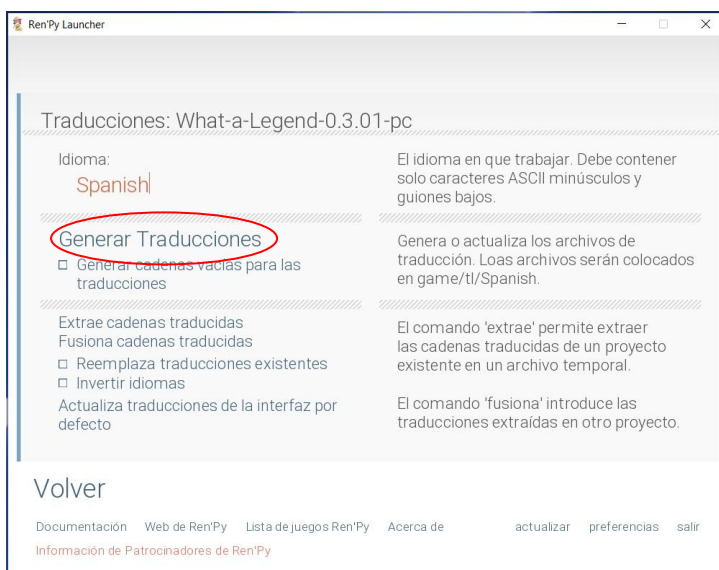 Ren'Py Launcher
Traducciones: What-a-Legend-0.3.01-pc
Idioma:
Spanish
El idioma en que trabajar. Debe contener
solo caracteres ASCII minúsculos y
guiones bajos.
Generar Traducciones
Generar cadenas vacías para las
traducciones
Genera o actualiza los archivos de
traducción. Loas archivos serán colocados
en game/tl/Spanish.
Extrae cadenas traducidas
Fusiona cadenas traducidas
Reemplaza traducciones existentes
Invertir idiomas
Actualiza traducciones de la interfaz por
defecto
El comando 'extrae' permite extraer
las cadenas traducidas de un proyecto
existente en un archivo temporal.
El comando 'fusiona' introduce las
traducciones extraídas en otro proyecto.
Volver
Documentación Web de Ren'Py Lista de juegos Ren'Py Acerca de actualizar preferencias salir
Información de Patrocinadores de Ren'Py